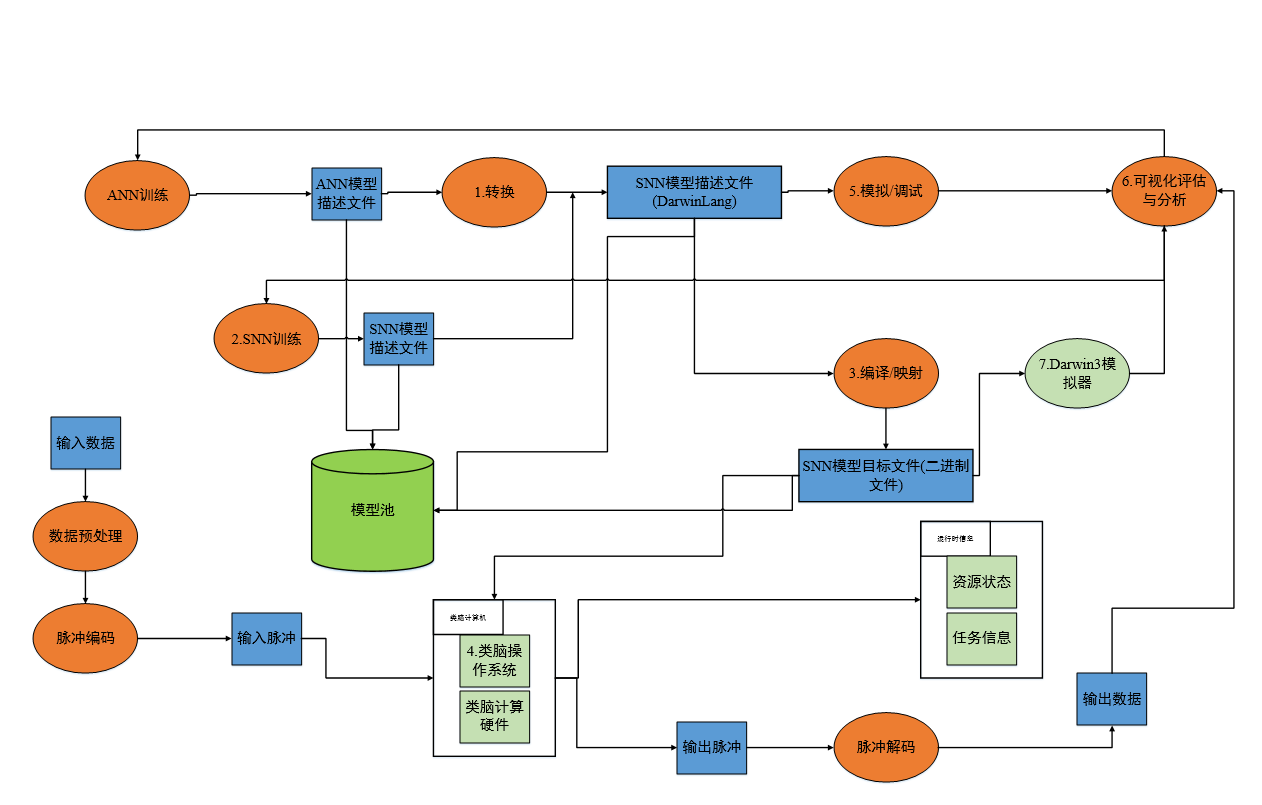 ANN训练
ANN模型
描述文件
1.转换
SNN模型描述文件
(DarwinLang)
5.模拟/调试
6.可视化评估
与分析
2.SNN训练
SNN模型
描述文件
3.编译/映射
7.Darwin3模
拟器
输入数据
SNN模型目标文件(二进制
文件)
模型池
数据预处理
运行时信息
资源状态
任务信息
脉冲编码
输入脉冲
类脑计算机
4.类脑操
作系统
类脑计算
硬件
输出数据
输出脉冲
脉冲解码